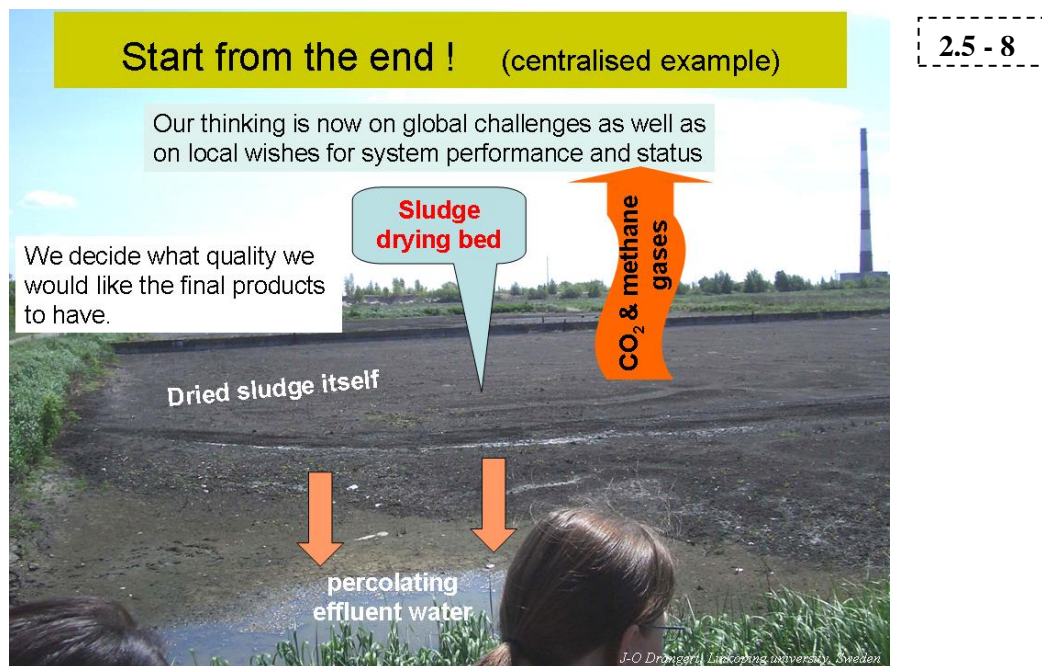 Start from the end ! (centralised example)
2.5 - 8
Our thinking is now on global challenges as well as
on local wishes for system performance and status
Sludge
drying bed
CO₂ & methane
gases
We decide what quality we
would like the final products
to have.
Dried sludge itself
percolating
effluent water
J-O Drangert, Linköping university, Sweden